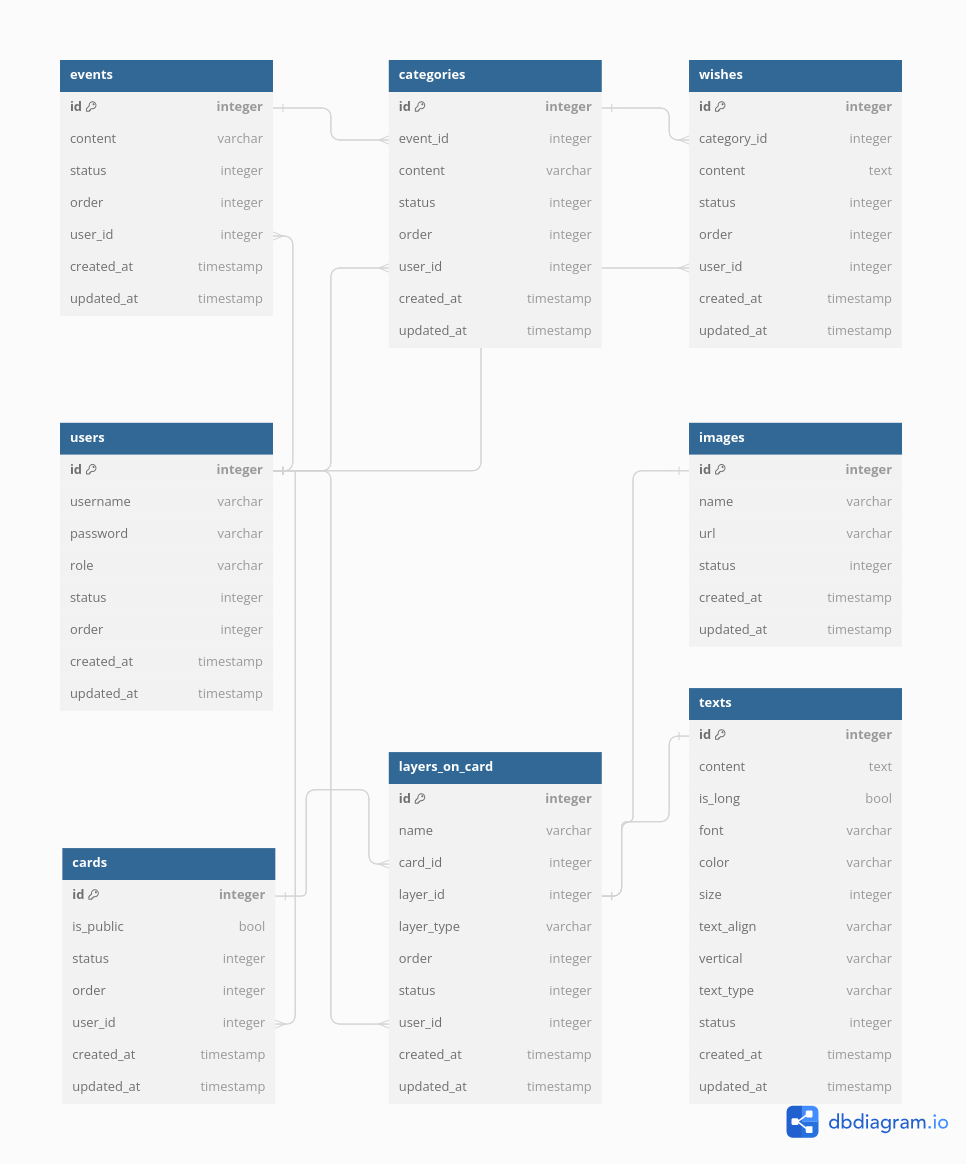 events
id integer
content varchar
status integer
order integer
user_id integer
created_at timestamp
updated_at timestamp
categories
id integer
event_id integer
content varchar
status integer
order integer
user_id integer
created_at timestamp
updated_at timestamp
wishes
id integer
category_id integer
content text
status integer
order integer
user_id integer
created_at timestamp
updated_at timestamp
users
id integer
username varchar
password varchar
role varchar
status integer
order integer
created_at timestamp
updated_at timestamp
images
id integer
name varchar
url varchar
status integer
created_at timestamp
updated_at timestamp
cards
id integer
is_public bool
status integer
order integer
user_id integer
created_at timestamp
updated_at timestamp
layers_on_card
id integer
name varchar
card_id integer
layer_id integer
layer_type varchar
order integer
status integer
user_id integer
created_at timestamp
updated_at timestamp
texts
id integer
content text
is_long bool
font varchar
color varchar
size integer
text_align varchar
vertical varchar
text_type varchar
status integer
created_at timestamp
updated_at timestamp
dbdiagram.io